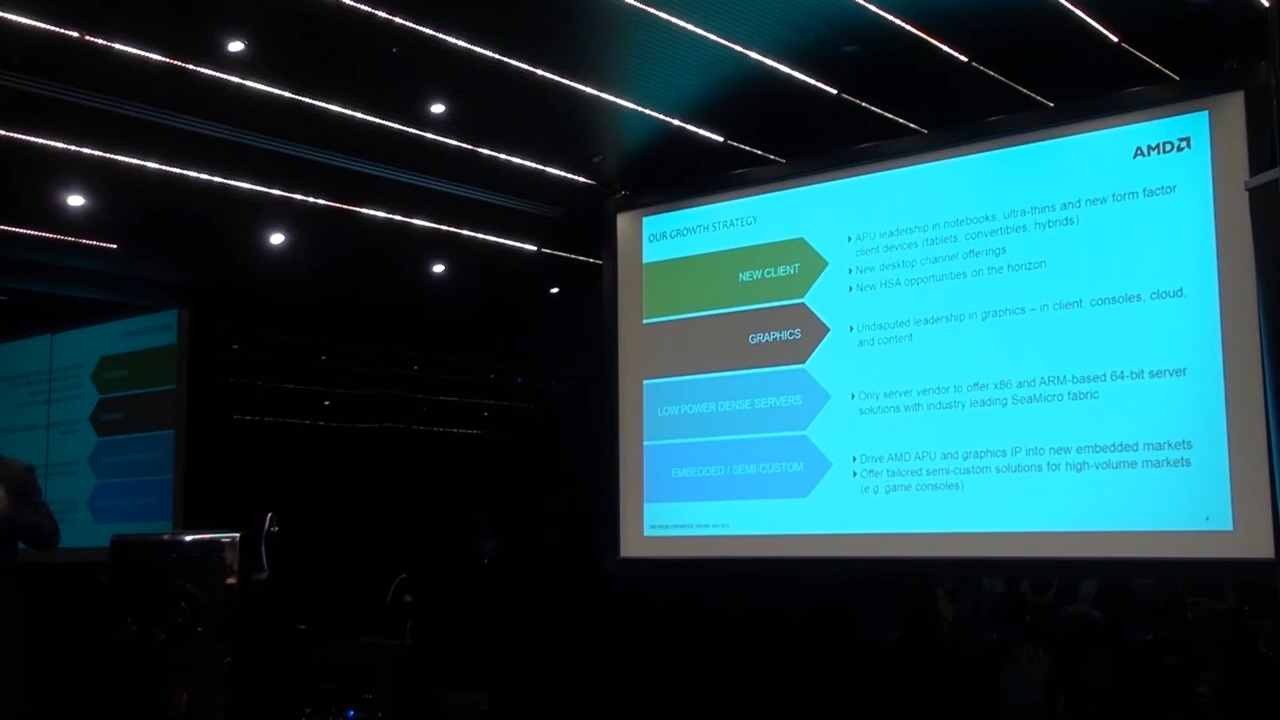 AMD
OUR GROWTH STRATEGY
NEW CLIENT
APU leadership in notebooks, ultra-thins and new form factor
client devices (tablets, convertibles, hybrids)
New desktop channel offerings
New HSA opportunities on the horizon
GRAPHICS
Undisputed leadership in graphics – in client, consoles, cloud,
and content
LOW POWER DENSE SERVERS
Only server vendor to offer x86 and ARM-based 64-bit server
solutions with industry leading SeaMicro fabric
EMBEDDED / SEMI-CUSTOM
Drive AMD APU and graphics IP into new embedded markets
Offer tailored semi-custom solutions for high-volume markets
(e.g. game consoles)